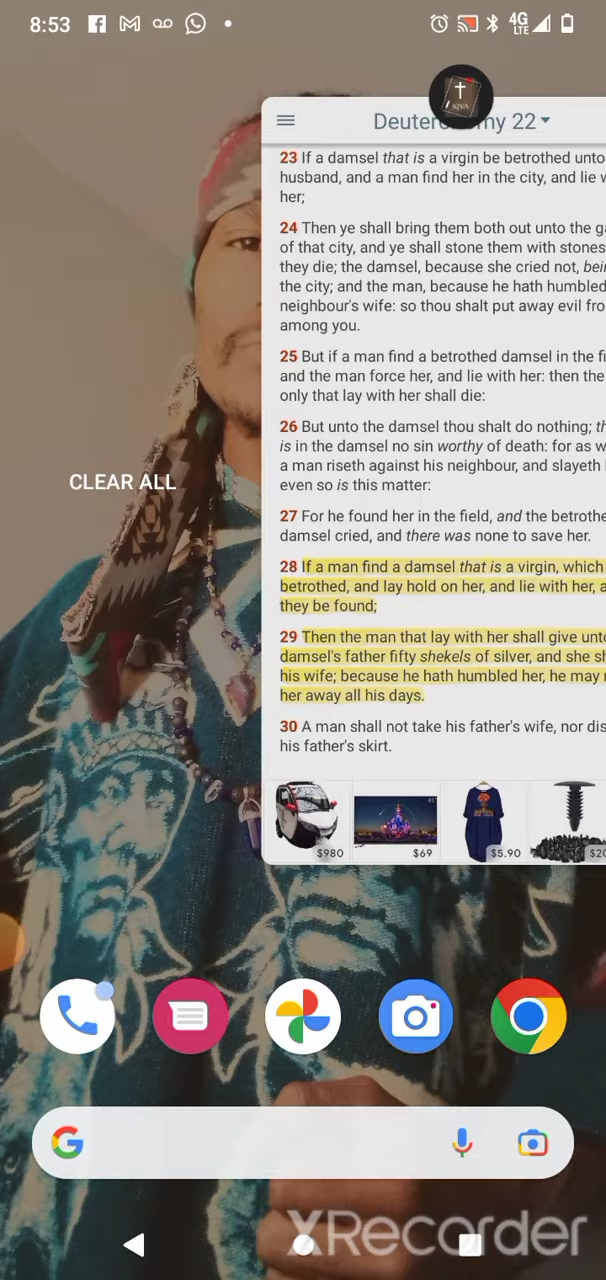 8:53
4G
LTE
KJVA
Deuter my 22
23 If a damsel that is a virgin be betrothed unto
husband, and a man find her in the city, and lie w
her;
24 Then ye shall bring them both out unto the ga
of that city, and ye shall stone them with stones
they die; the damsel, because she cried not, bein
the city; and the man, because he hath humbled
neighbour's wife: so thou shalt put away evil fro
among you.
25 But if a man find a betrothed damsel in the fi
and the man force her, and lie with her: then the
only that lay with her shall die:
26 But unto the damsel thou shalt do nothing; th
is in the damsel no sin worthy of death: for as w
a man riseth against his neighbour, and slayeth
even so is this matter:
27 For he found her in the field, and the betrothe
damsel cried, and there was none to save her.
28 If a man find a damsel that is a virgin, which
betrothed, and lay hold on her, and lie with her, a
they be found;
29 Then the man that lay with her shall give unto
damsel's father fifty shekels of silver, and she sh
his wife; because he hath humbled her, he may n
her away all his days.
30 A man shall not take his father's wife, nor dis
his father's skirt.
CLEAR ALL
$980
$69
$5.90
$20
XRecorder